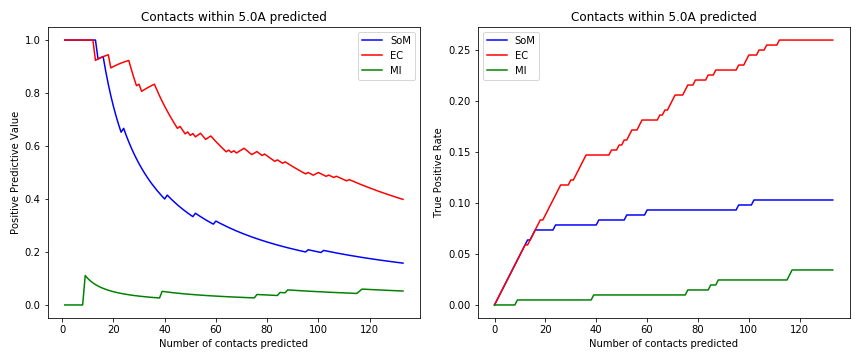 Contacts within 5.0A predicted
Positive Predictive Value
1.0
0.8
0.6
0.4
0.2
0.0
0 20 40 60 80 100 120
Number of contacts predicted
SoM
EC
MI
Contacts within 5.0A predicted
True Positive Rate
0.25
0.20
0.15
0.10
0.05
0.00
0 20 40 60 80 100 120
Number of contacts predicted
SoM
EC
MI